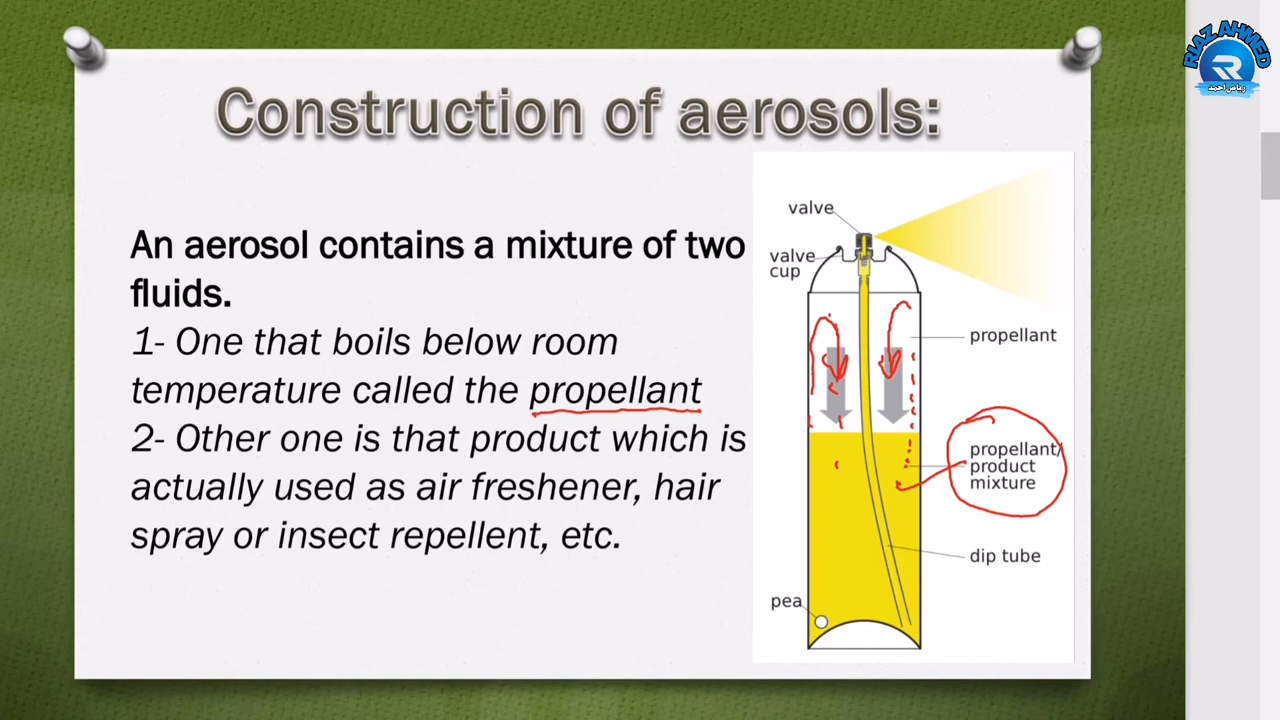 RIAZ AHMED
R
رياض احمد
Construction of aerosols:
An aerosol contains a mixture of two
fluids.
1- One that boils below room
temperature called the propellant
2- Other one is that product which is
actually used as air freshener, hair
spray or insect repellent, etc.
valve
valve
cup
propellant
propellant/
product
mixture
dip tube
pea